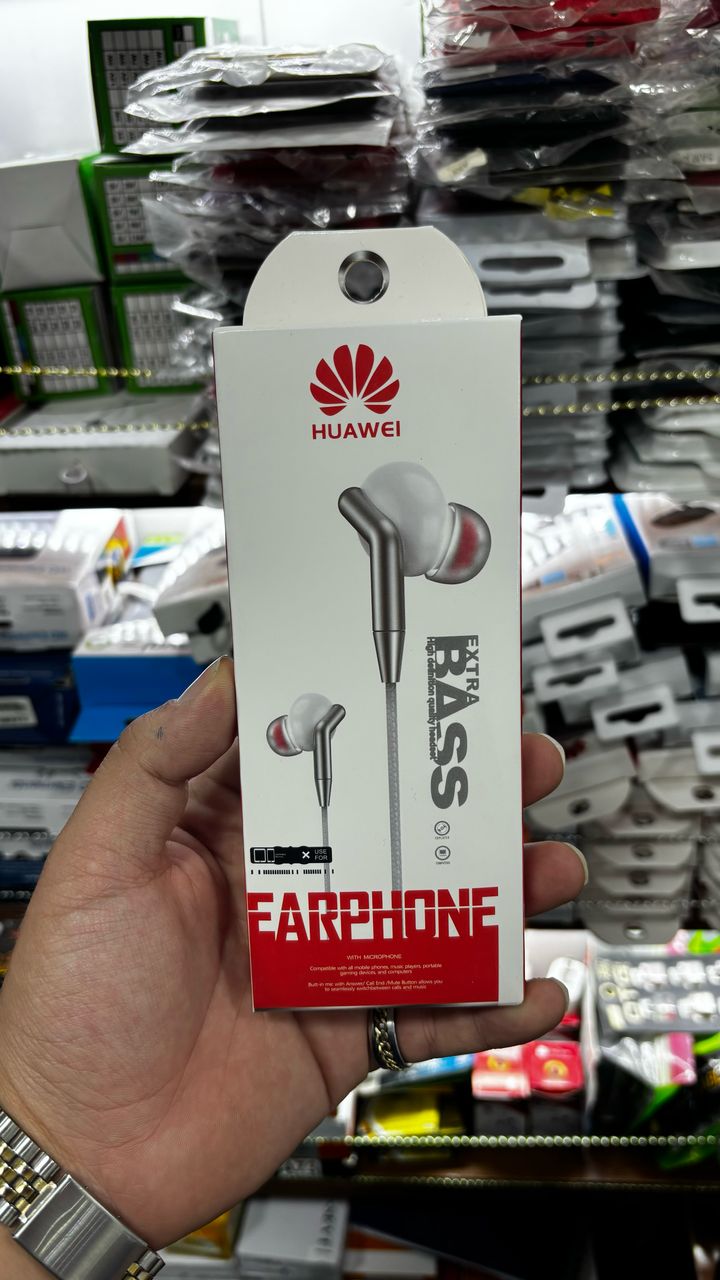 HUAWEI
EXTRA
BASS
High definition quality headset
USE
FOR
COMPUTERS
EARPHONE
WITH MICROPHONE
Compatible with all mobile phones, music players, portable
gaming devices, and computers
Built-in mic with Answer/ Call End /Mute Button allows you
to seamlessly switchbetween calls and music